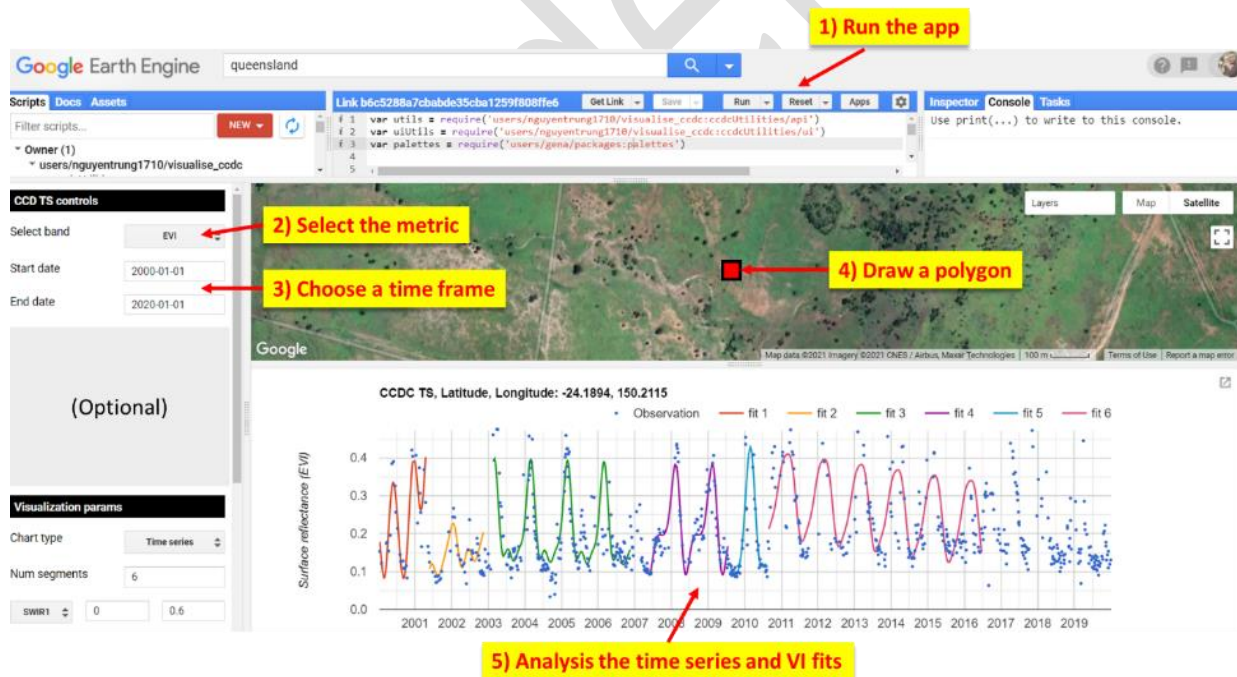 1) Run the app
Google Earth Engine
queensland
Scripts Docs Assets
Filter scripts...
NEW
Owner (1)
users/nguyentrung1710/visualise_ccdc
Link b6c5288a7cbabde35cba1259f808ffe6
Get Link
Save
Run
Reset
Apps
i 1 var utils = require('users/nguyentrung1710/visualise_ccdc:ccdcUtilities/api')
i 2 var uiUtils = require('users/nguyentrung1710/visualise_ccdc:ccdcUtilities/ui')
i 3 var palettes = require('users/gena/packages:palettes')
4
5
Inspector Console Tasks
Use print(...) to write to this console.
CCD TS controls
Select band
EVI
2) Select the metric
Start date
2000-01-01
3) Choose a time frame
End date
2020-01-01
(Optional)
Visualization params
Chart type
Time series
Num segments
6
SWIR1
0
0.6
Layers
Map
Satellite
4) Draw a polygon
Google
Map data ©2021 Imagery ©2021 CNES / Airbus, Maxar Technologies
100 m
Terms of Use
Report a map error
CCDC TS, Latitude, Longitude: -24.1894, 150.2115
Observation
fit 1
fit 2
fit 3
fit 4
fit 5
fit 6
Surface reflectance (EVI)
0.4
0.3
0.2
0.1
0.0
2001 2002 2003 2004 2005 2006 2007 2008 2009 2010 2011 2012 2013 2014 2015 2016 2017 2018 2019
5) Analysis the time series and VI fits